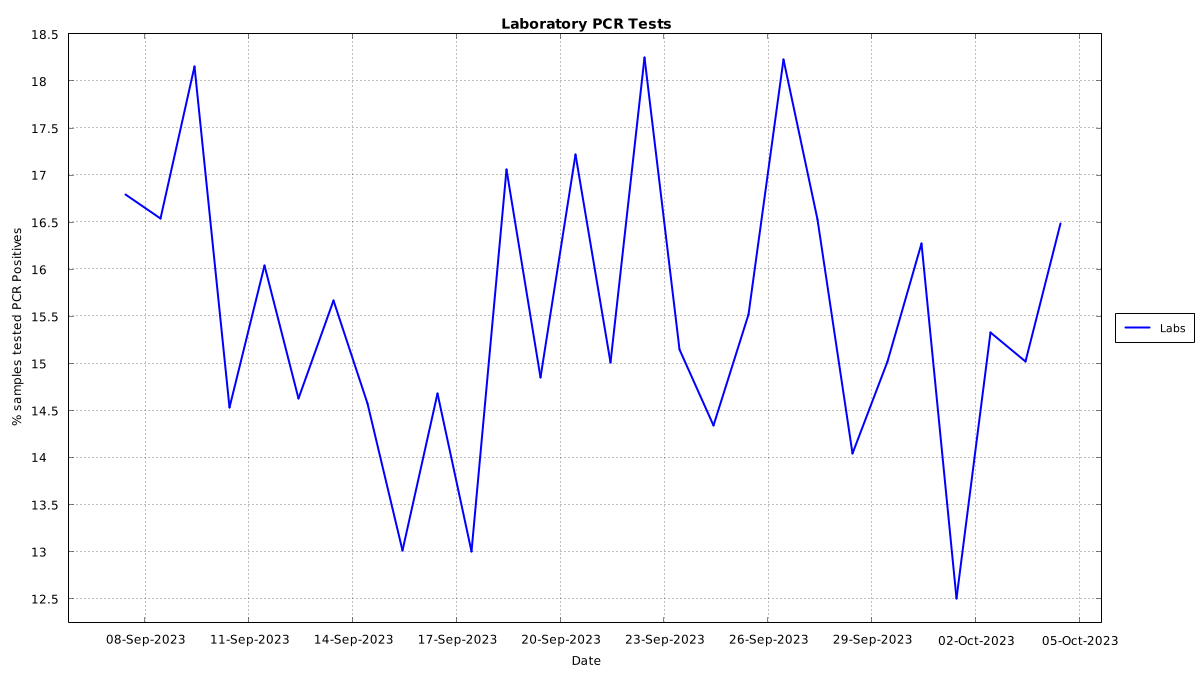 Laboratory PCR Tests
% samples tested PCR Positives
18.5
18
17.5
17
16.5
16
15.5
15
14.5
14
13.5
13
12.5
08-Sep-2023 11-Sep-2023 14-Sep-2023 17-Sep-2023 20-Sep-2023 23-Sep-2023 26-Sep-2023 29-Sep-2023 02-Oct-2023 05-Oct-2023
Date
Labs